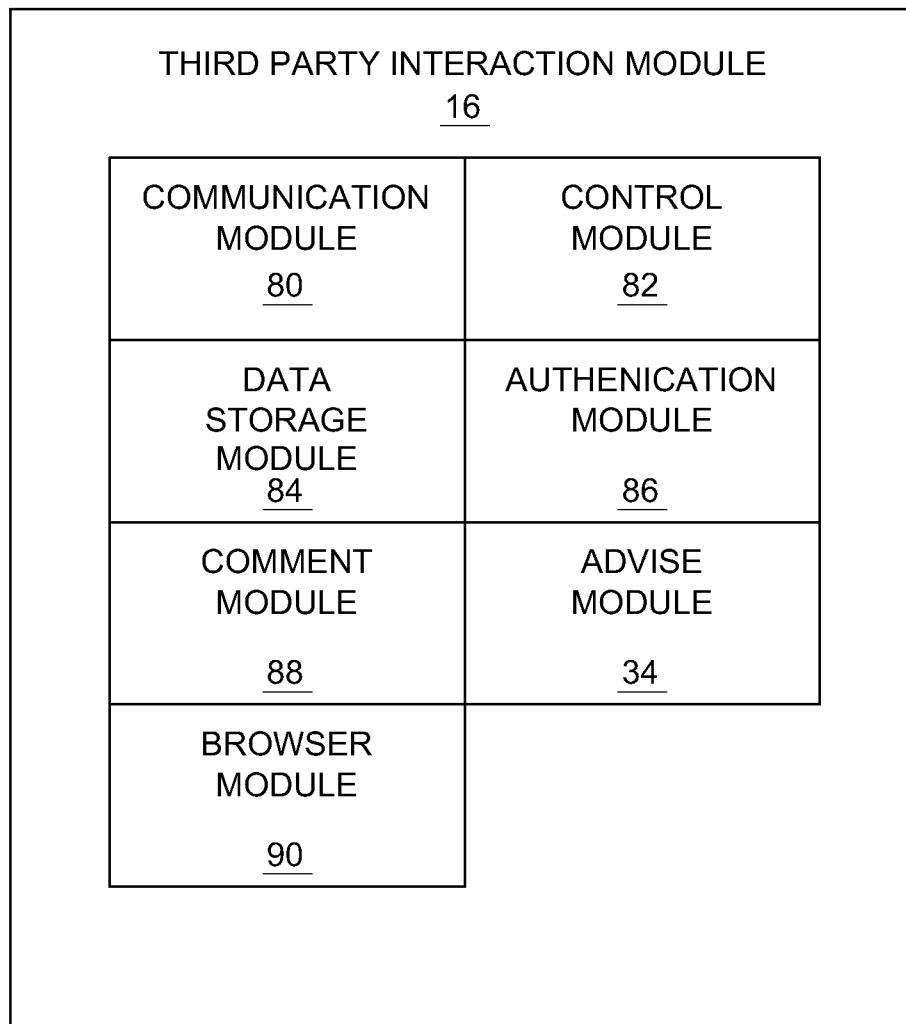 THIRD PARTY INTERACTION MODULE
16
COMMUNICATION
MODULE
80
CONTROL
MODULE
82
DATA
STORAGE
MODULE
84
AUTHENICATION
MODULE
86
COMMENT
MODULE
88
ADVISE
MODULE
34
BROWSER
MODULE
90